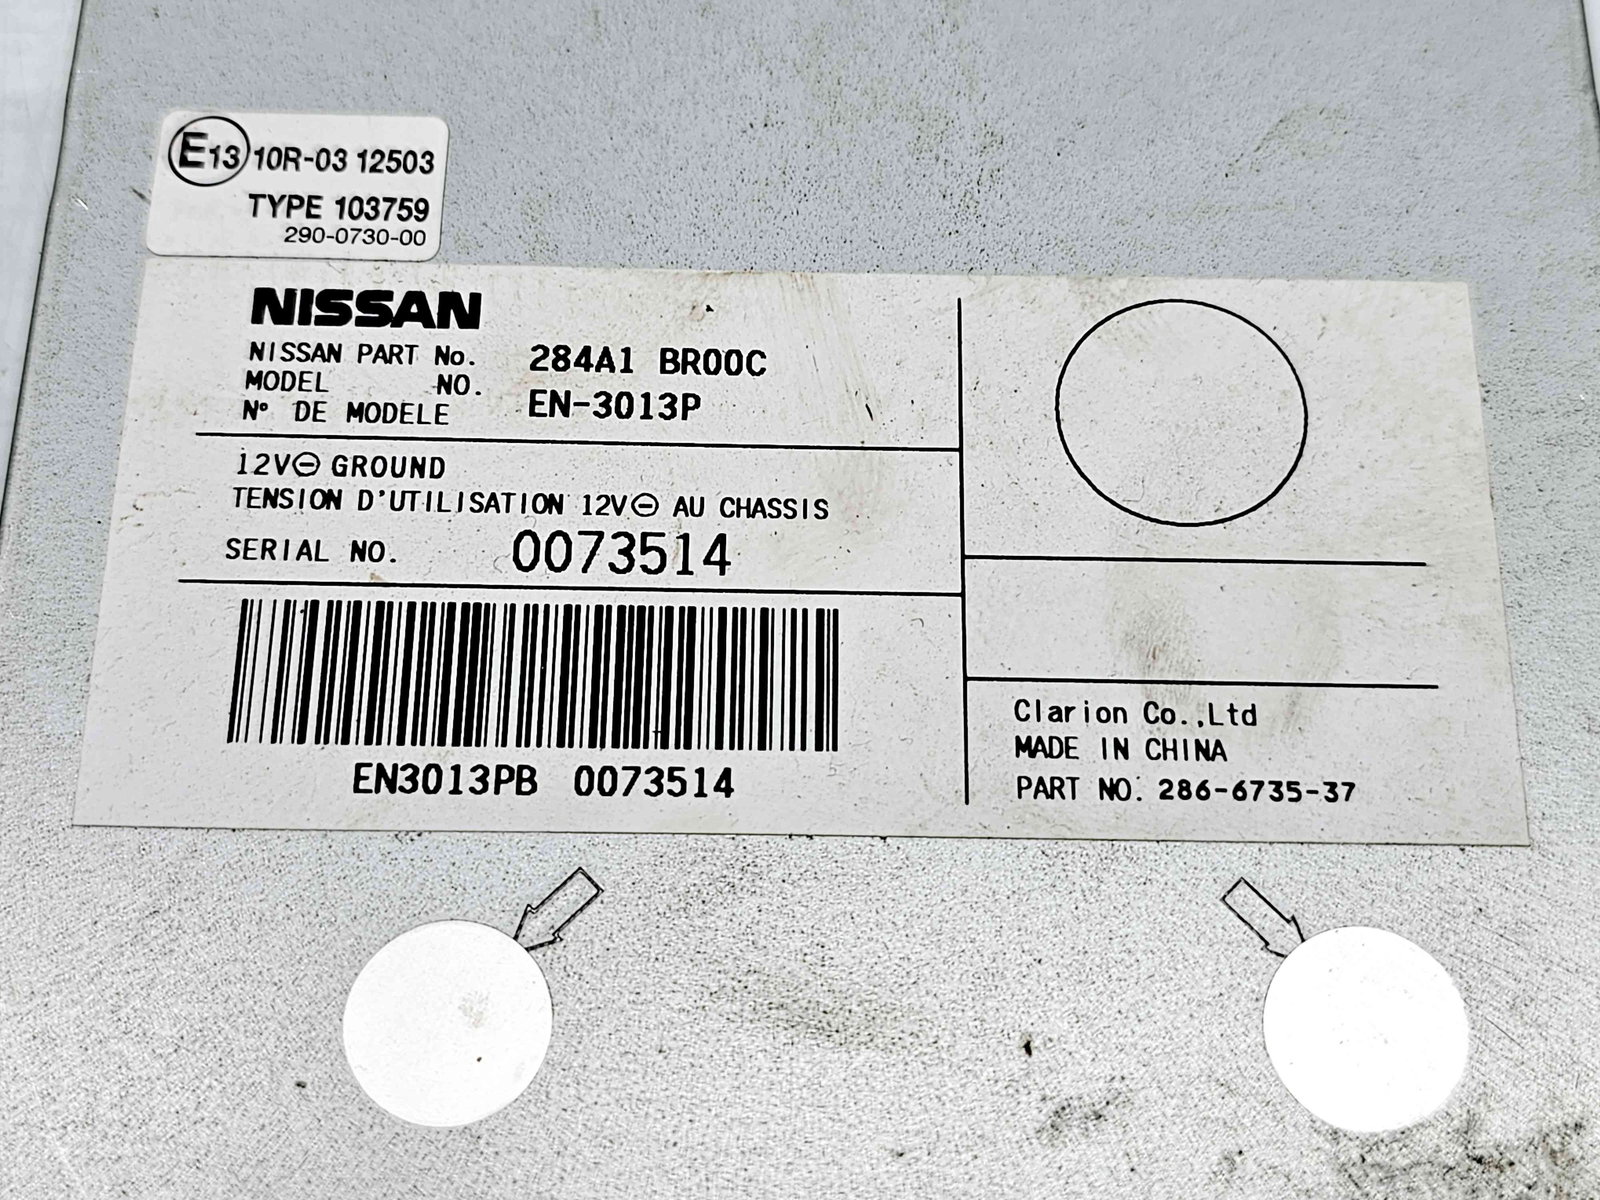 E13 10R-03 12503
TYPE 103759
290-0730-00
NISSAN
NISSAN PART No. 284A1 BR00C
MODEL NO.
N° DE MODELE EN-3013P
12V⊖ GROUND
TENSION D'UTILISATION 12V⊖ AU CHASSIS
SERIAL NO. 0073514
EN3013PB 0073514
Clarion Co.,Ltd
MADE IN CHINA
PART NO. 286-6735-37